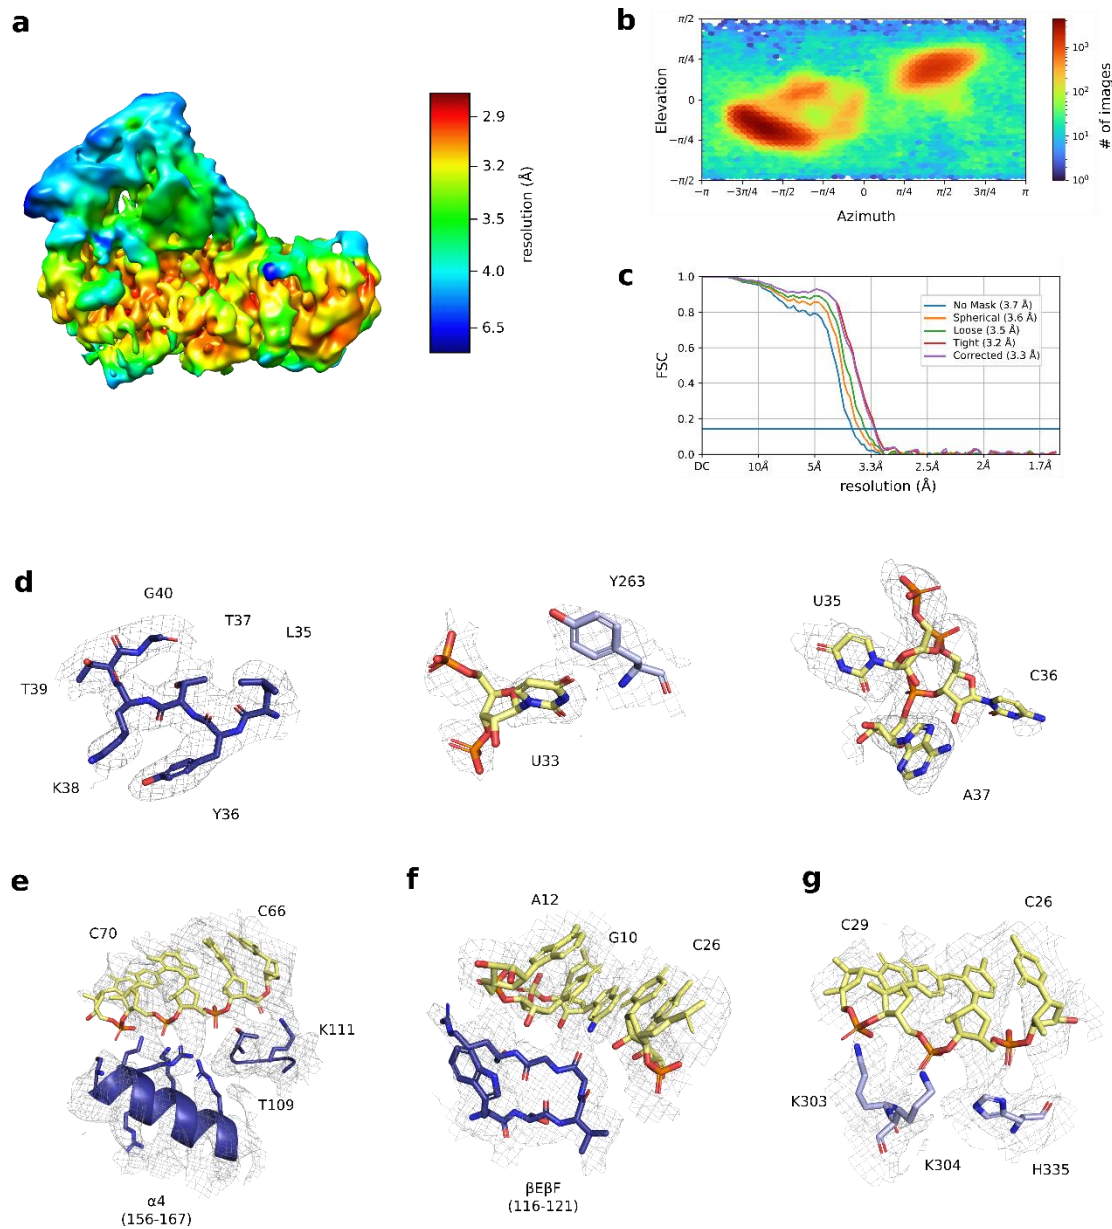 a
2.9
3.2
3.5
4.0
6.5
resolution (Å)
b
π/2
π/4
0
−π/4
−π/2
Elevation
−π
−3π/4
−π/2
−π/4
0
π/4
π/2
3π/4
π
Azimuth
10³
10²
10¹
10⁰
# of images
c
1.0
0.8
0.6
0.4
0.2
0.0
FSC
No Mask (3.7 Å)
Spherical (3.6 Å)
Loose (3.5 Å)
Tight (3.2 Å)
Corrected (3.3 Å)
DC
10Å
5Å
3.3Å
2.5Å
2Å
1.7Å
resolution (Å)
d
G40
T37
L35
T39
K38
Y36
Y263
U33
U35
C36
A37
e
C66
C70
K111
T109
α4
(156-167)
f
A12
G10
C26
βEβF
(116-121)
g
C26
C29
K303
K304
H335